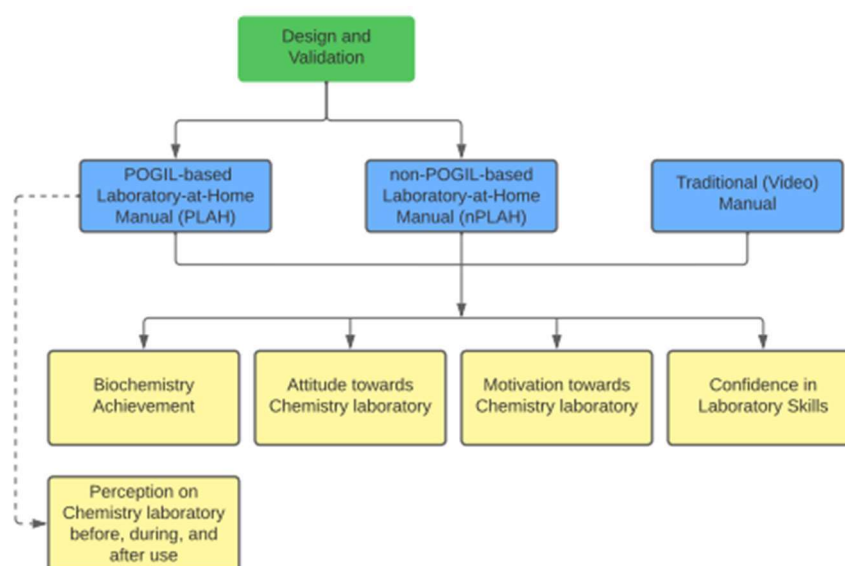 Design and
Validation
POGIL-based
Laboratory-at-Home
Manual (PLAH)
non-POGIL-based
Laboratory-at-Home
Manual (nPLAH)
Traditional (Video)
Manual
Biochemistry
Achievement
Attitude towards
Chemistry laboratory
Motivation towards
Chemistry laboratory
Confidence in
Laboratory Skills
Perception on
Chemistry laboratory
before, during, and
after use